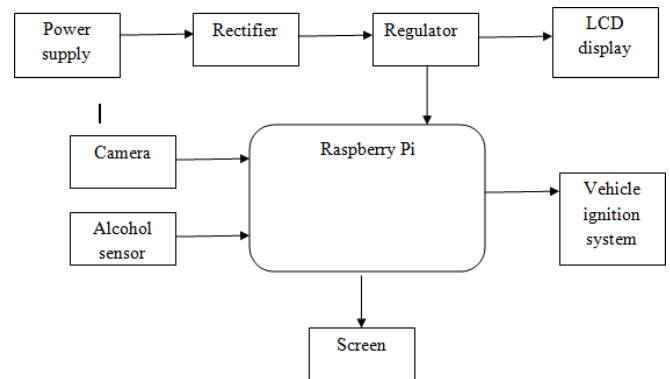 Power
supply
Rectifier
Regulator
LCD
display
Camera
Raspberry Pi
Alcohol
sensor
Vehicle
ignition
system
Screen